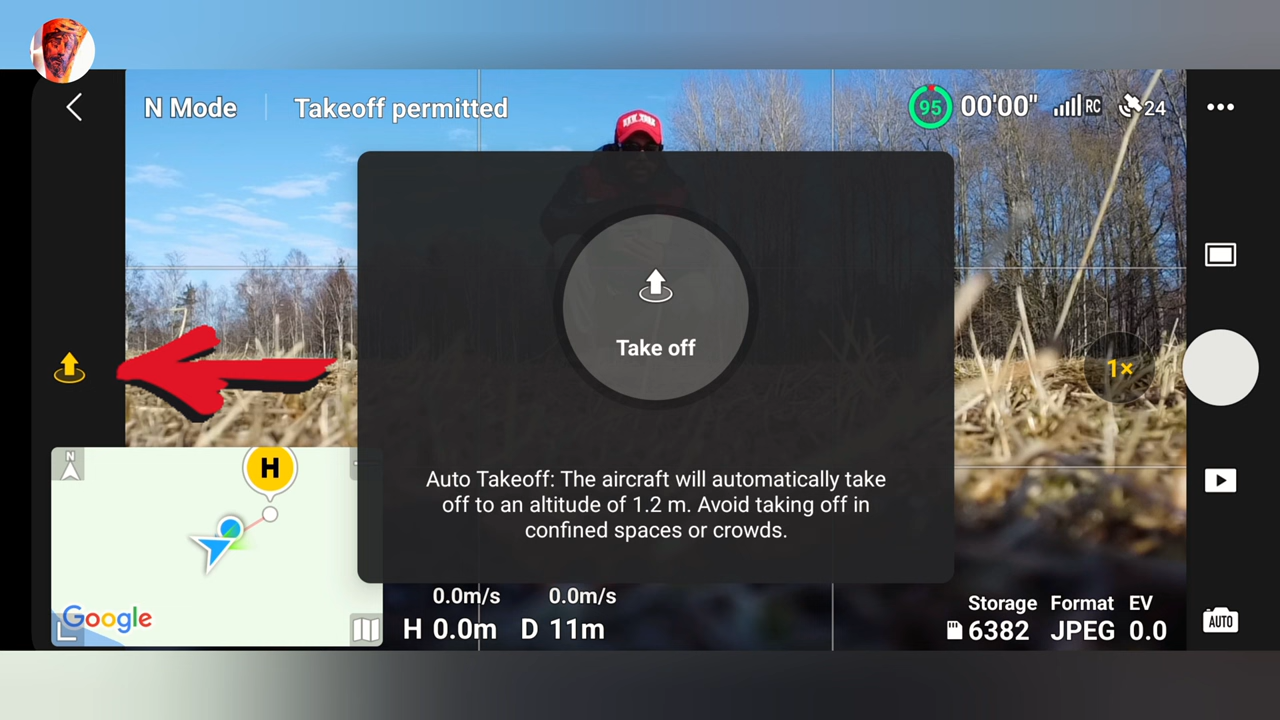 N Mode
Takeoff permitted
95
00'00"
RC
24
NEW YORK
Take off
1×
Auto Takeoff: The aircraft will automatically take
off to an altitude of 1.2 m. Avoid taking off in
confined spaces or crowds.
N
H
Google
0.0m/s 0.0m/s
H 0.0m D 11m
Storage Format EV
6382 JPEG 0.0
AUTO